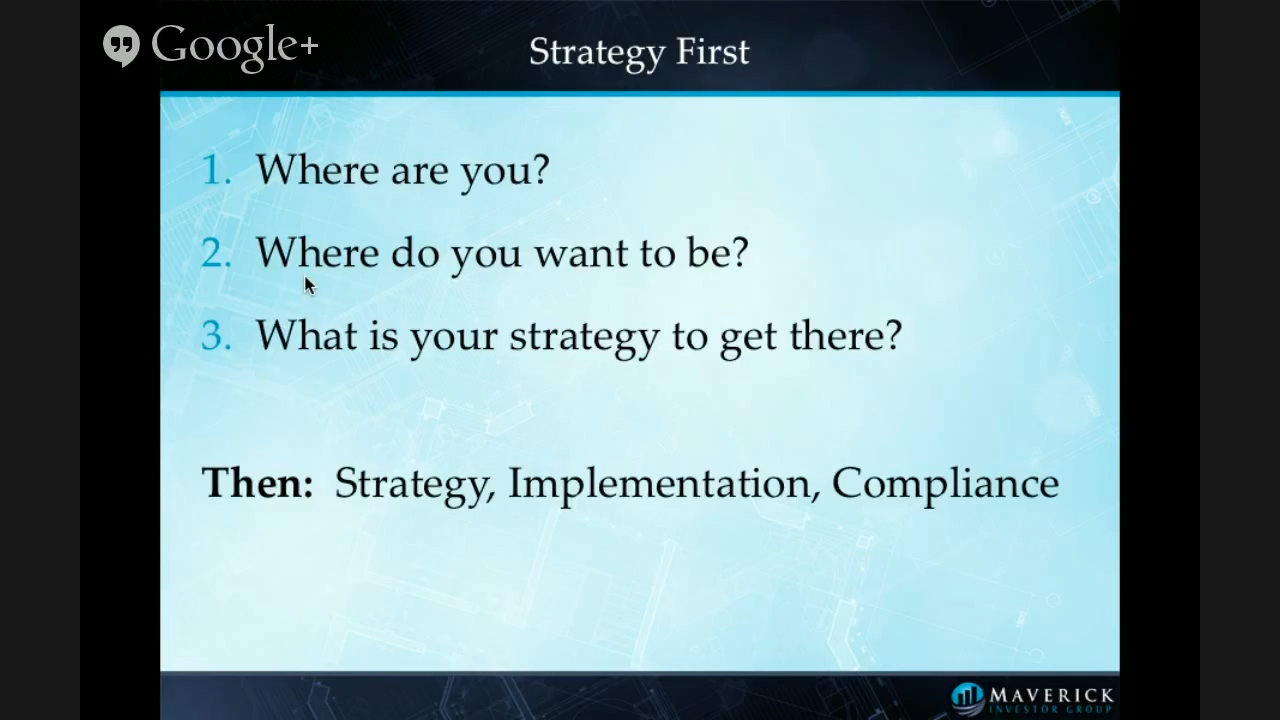 Google+
Strategy First
1. Where are you?
2. Where do you want to be?
3. What is your strategy to get there?
Then: Strategy, Implementation, Compliance
MAVERICK
INVESTOR GROUP